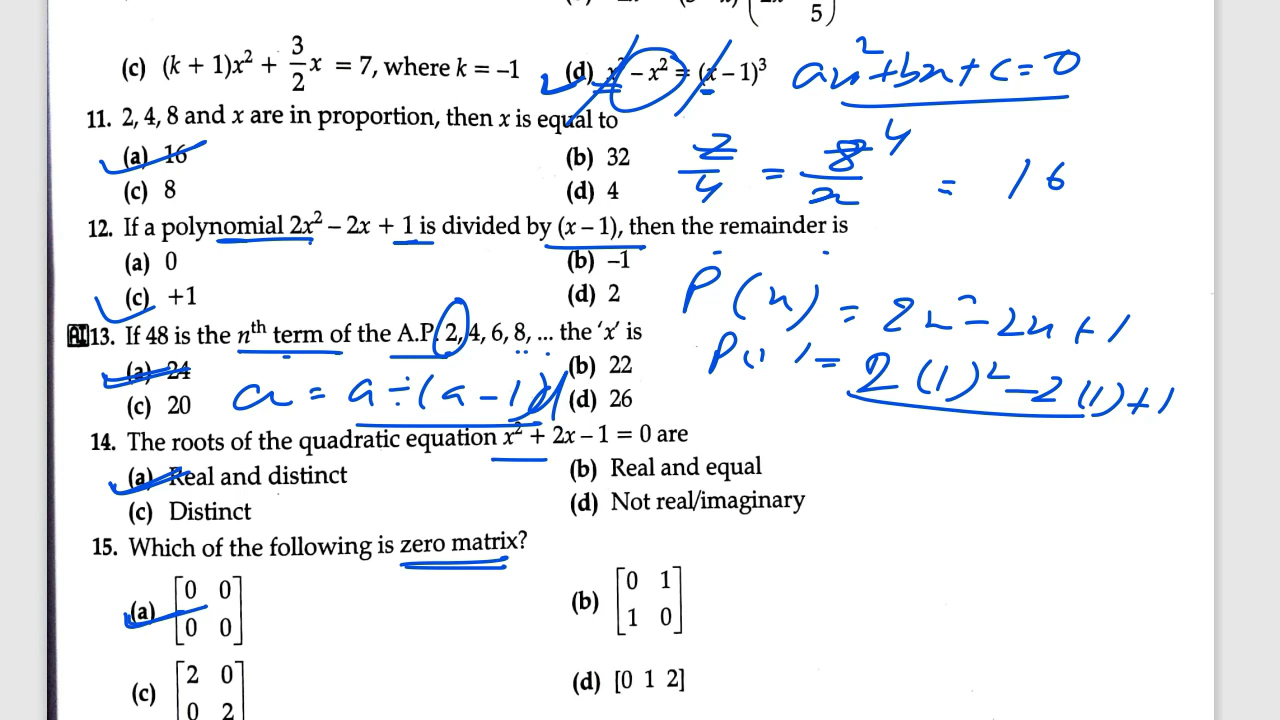 5
(c) (k + 1)x² + 3/2 x = 7, where k = –1
(d) x³ – x² = (x – 1)³
ax² + bx + c = 0
11. 2, 4, 8 and x are in proportion, then x is equal to
(a) 16
(b) 32
(c) 8
(d) 4
2/4 = 8/x 4 = 16
12. If a polynomial 2x² – 2x + 1 is divided by (x – 1), then the remainder is
(a) 0
(b) –1
(c) +1
(d) 2
P(x) = 2x² – 2x + 1
P(1) = 2(1)² – 2(1) + 1
AI 13. If 48 is the nth term of the A.P. 2, 4, 6, 8, ... the ‘x’ is
(a) 24
(b) 22
(c) 20
(d) 26
a = a ÷ (a – 1)d
14. The roots of the quadratic equation x² + 2x – 1 = 0 are
(a) Real and distinct
(b) Real and equal
(c) Distinct
(d) Not real/imaginary
15. Which of the following is zero matrix?
(a) [0 0
0 0]
(b) [0 1
1 0]
(c) [2 0
0 2]
(d) [0 1 2]